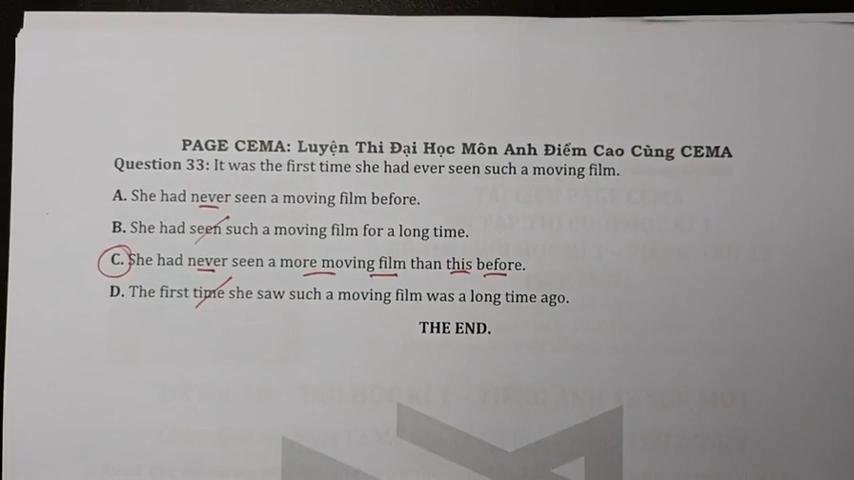 PAGE CEMA: Luyện Thi Đại Học Môn Anh Điểm Cao Cùng CEMA
Question 33: It was the first time she had ever seen such a moving film.
A. She had never seen a moving film before.
B. She had seen such a moving film for a long time.
C. She had never seen a more moving film than this before.
D. The first time she saw such a moving film was a long time ago.
THE END.